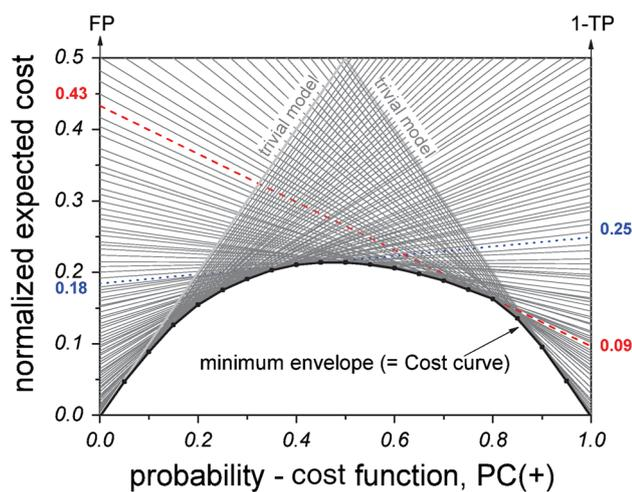 FP
1-TP
0.5
0.43
0.4
0.3
0.2
0.18
0.1
0.0
normalized expected cost
trivial model
trivial model
0.25
0.09
minimum envelope (= Cost curve)
0.0 0.2 0.4 0.6 0.8 1.0
probability - cost function, PC(+)